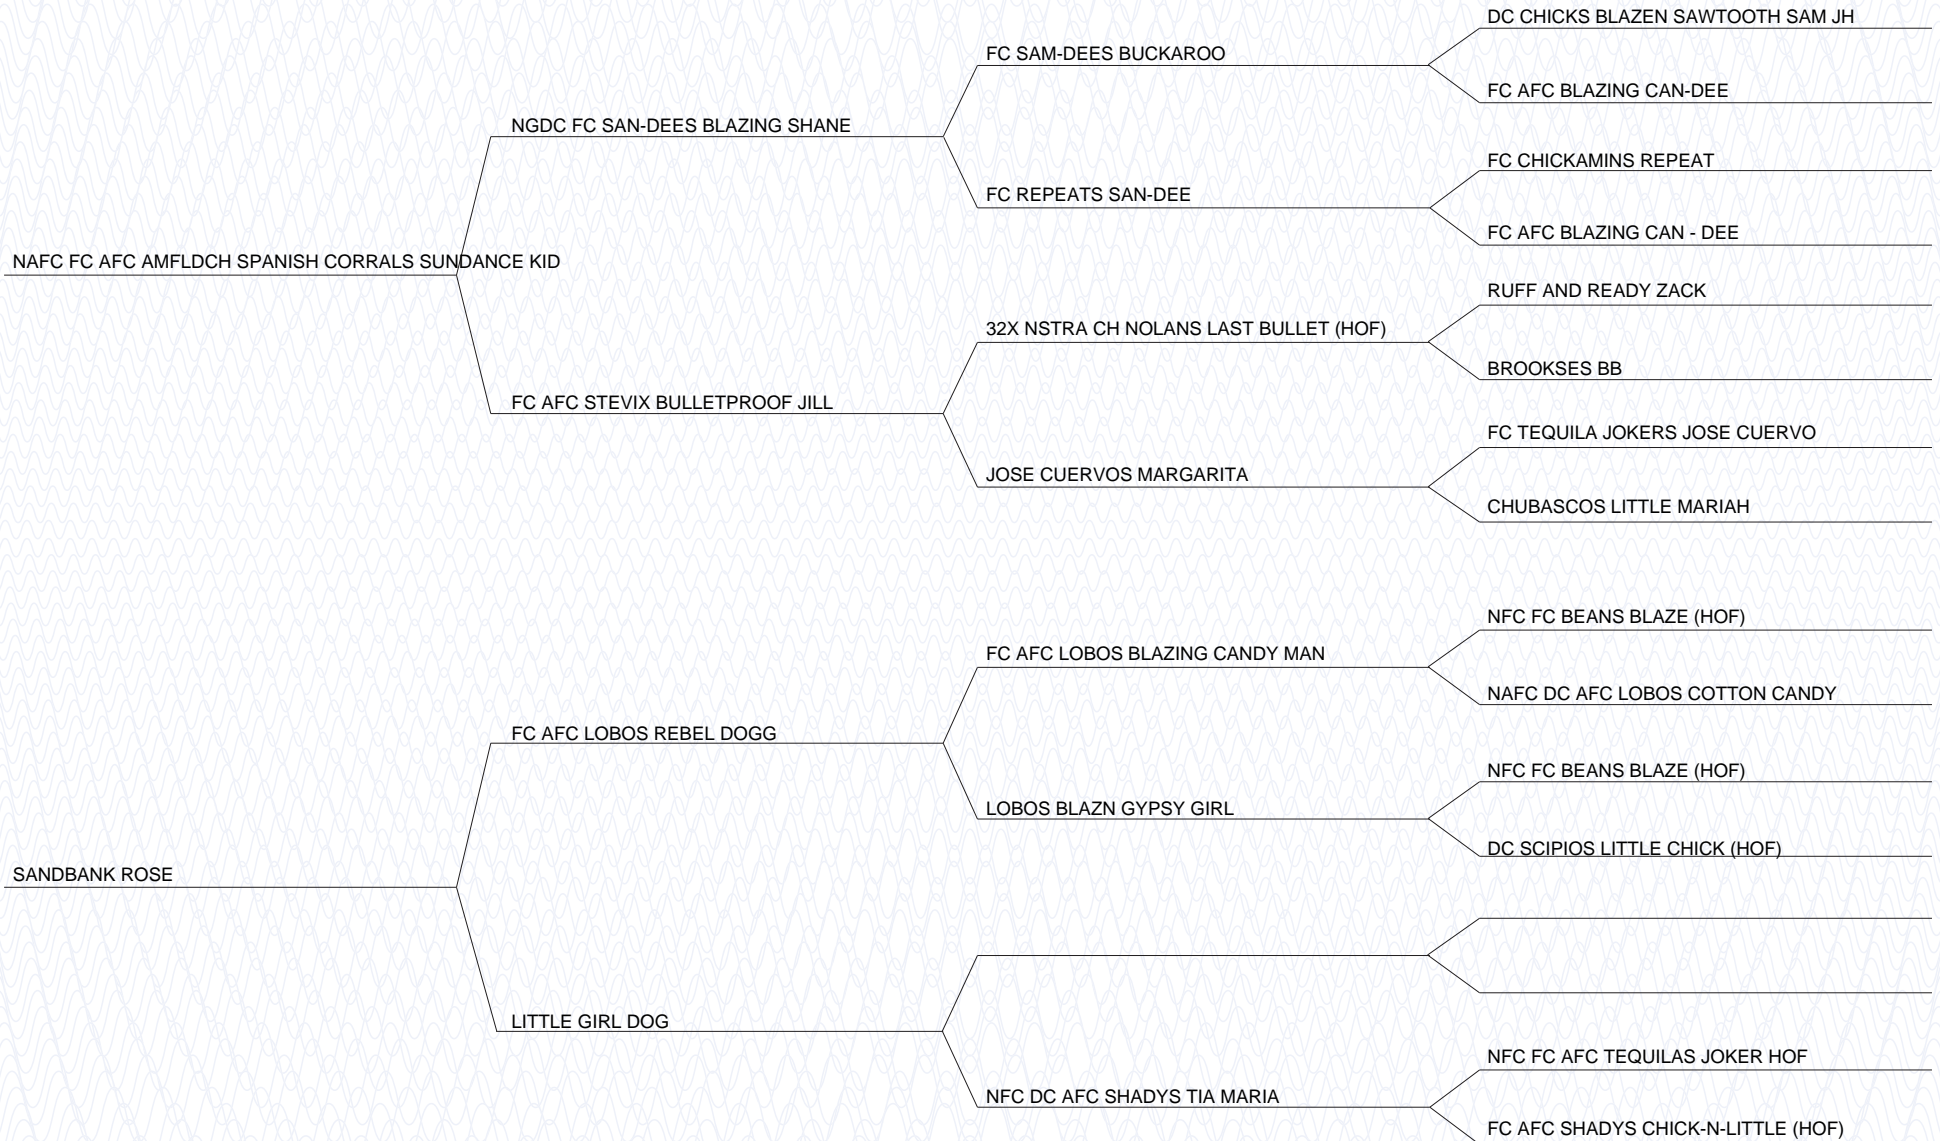 DC CHICKS BLAZEN SAWTOOTH SAM JH
FC SAM-DEES BUCKAROO
FC AFC BLAZING CAN-DEE
NGDC FC SAN-DEES BLAZING SHANE
FC CHICKAMINS REPEAT
FC REPEATS SAN-DEE
FC AFC BLAZING CAN - DEE
NAFC FC AFC AMFLDCH SPANISH CORRALS SUNDANCE KID
RUFF AND READY ZACK
32X NSTRA CH NOLANS LAST BULLET (HOF)
BROOKSES BB
FC AFC STEVIX BULLETPROOF JILL
FC TEQUILA JOKERS JOSE CUERVO
JOSE CUERVOS MARGARITA
CHUBASCOS LITTLE MARIAH
NFC FC BEANS BLAZE (HOF)
FC AFC LOBOS BLAZING CANDY MAN
NAFC DC AFC LOBOS COTTON CANDY
FC AFC LOBOS REBEL DOGG
NFC FC BEANS BLAZE (HOF)
LOBOS BLAZN GYPSY GIRL
DC SCIPIOS LITTLE CHICK (HOF)
SANDBANK ROSE
LITTLE GIRL DOG
NFC FC AFC TEQUILAS JOKER HOF
NFC DC AFC SHADYS TIA MARIA
FC AFC SHADYS CHICK-N-LITTLE (HOF)